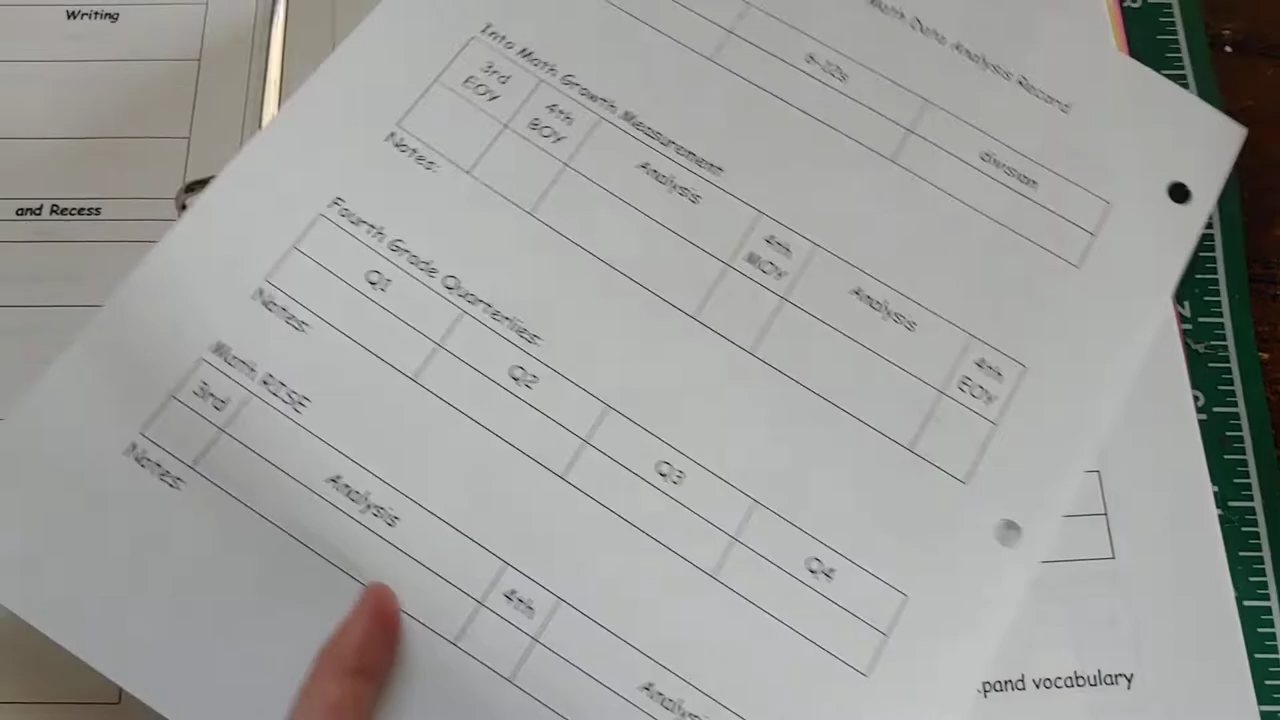 Writing
and Recess
Math Data Analysis Record
division
Into Math Growth Measurement
3rd EOY
4th BOY
Analysis
4th MOY
Analysis
4th EOY
Notes:
Fourth Grade Quarterlies
Q1
Q2
Q3
Q4
Notes:
Math RISE
3rd
Analysis
4th
Analysis
Notes:
pand vocabulary